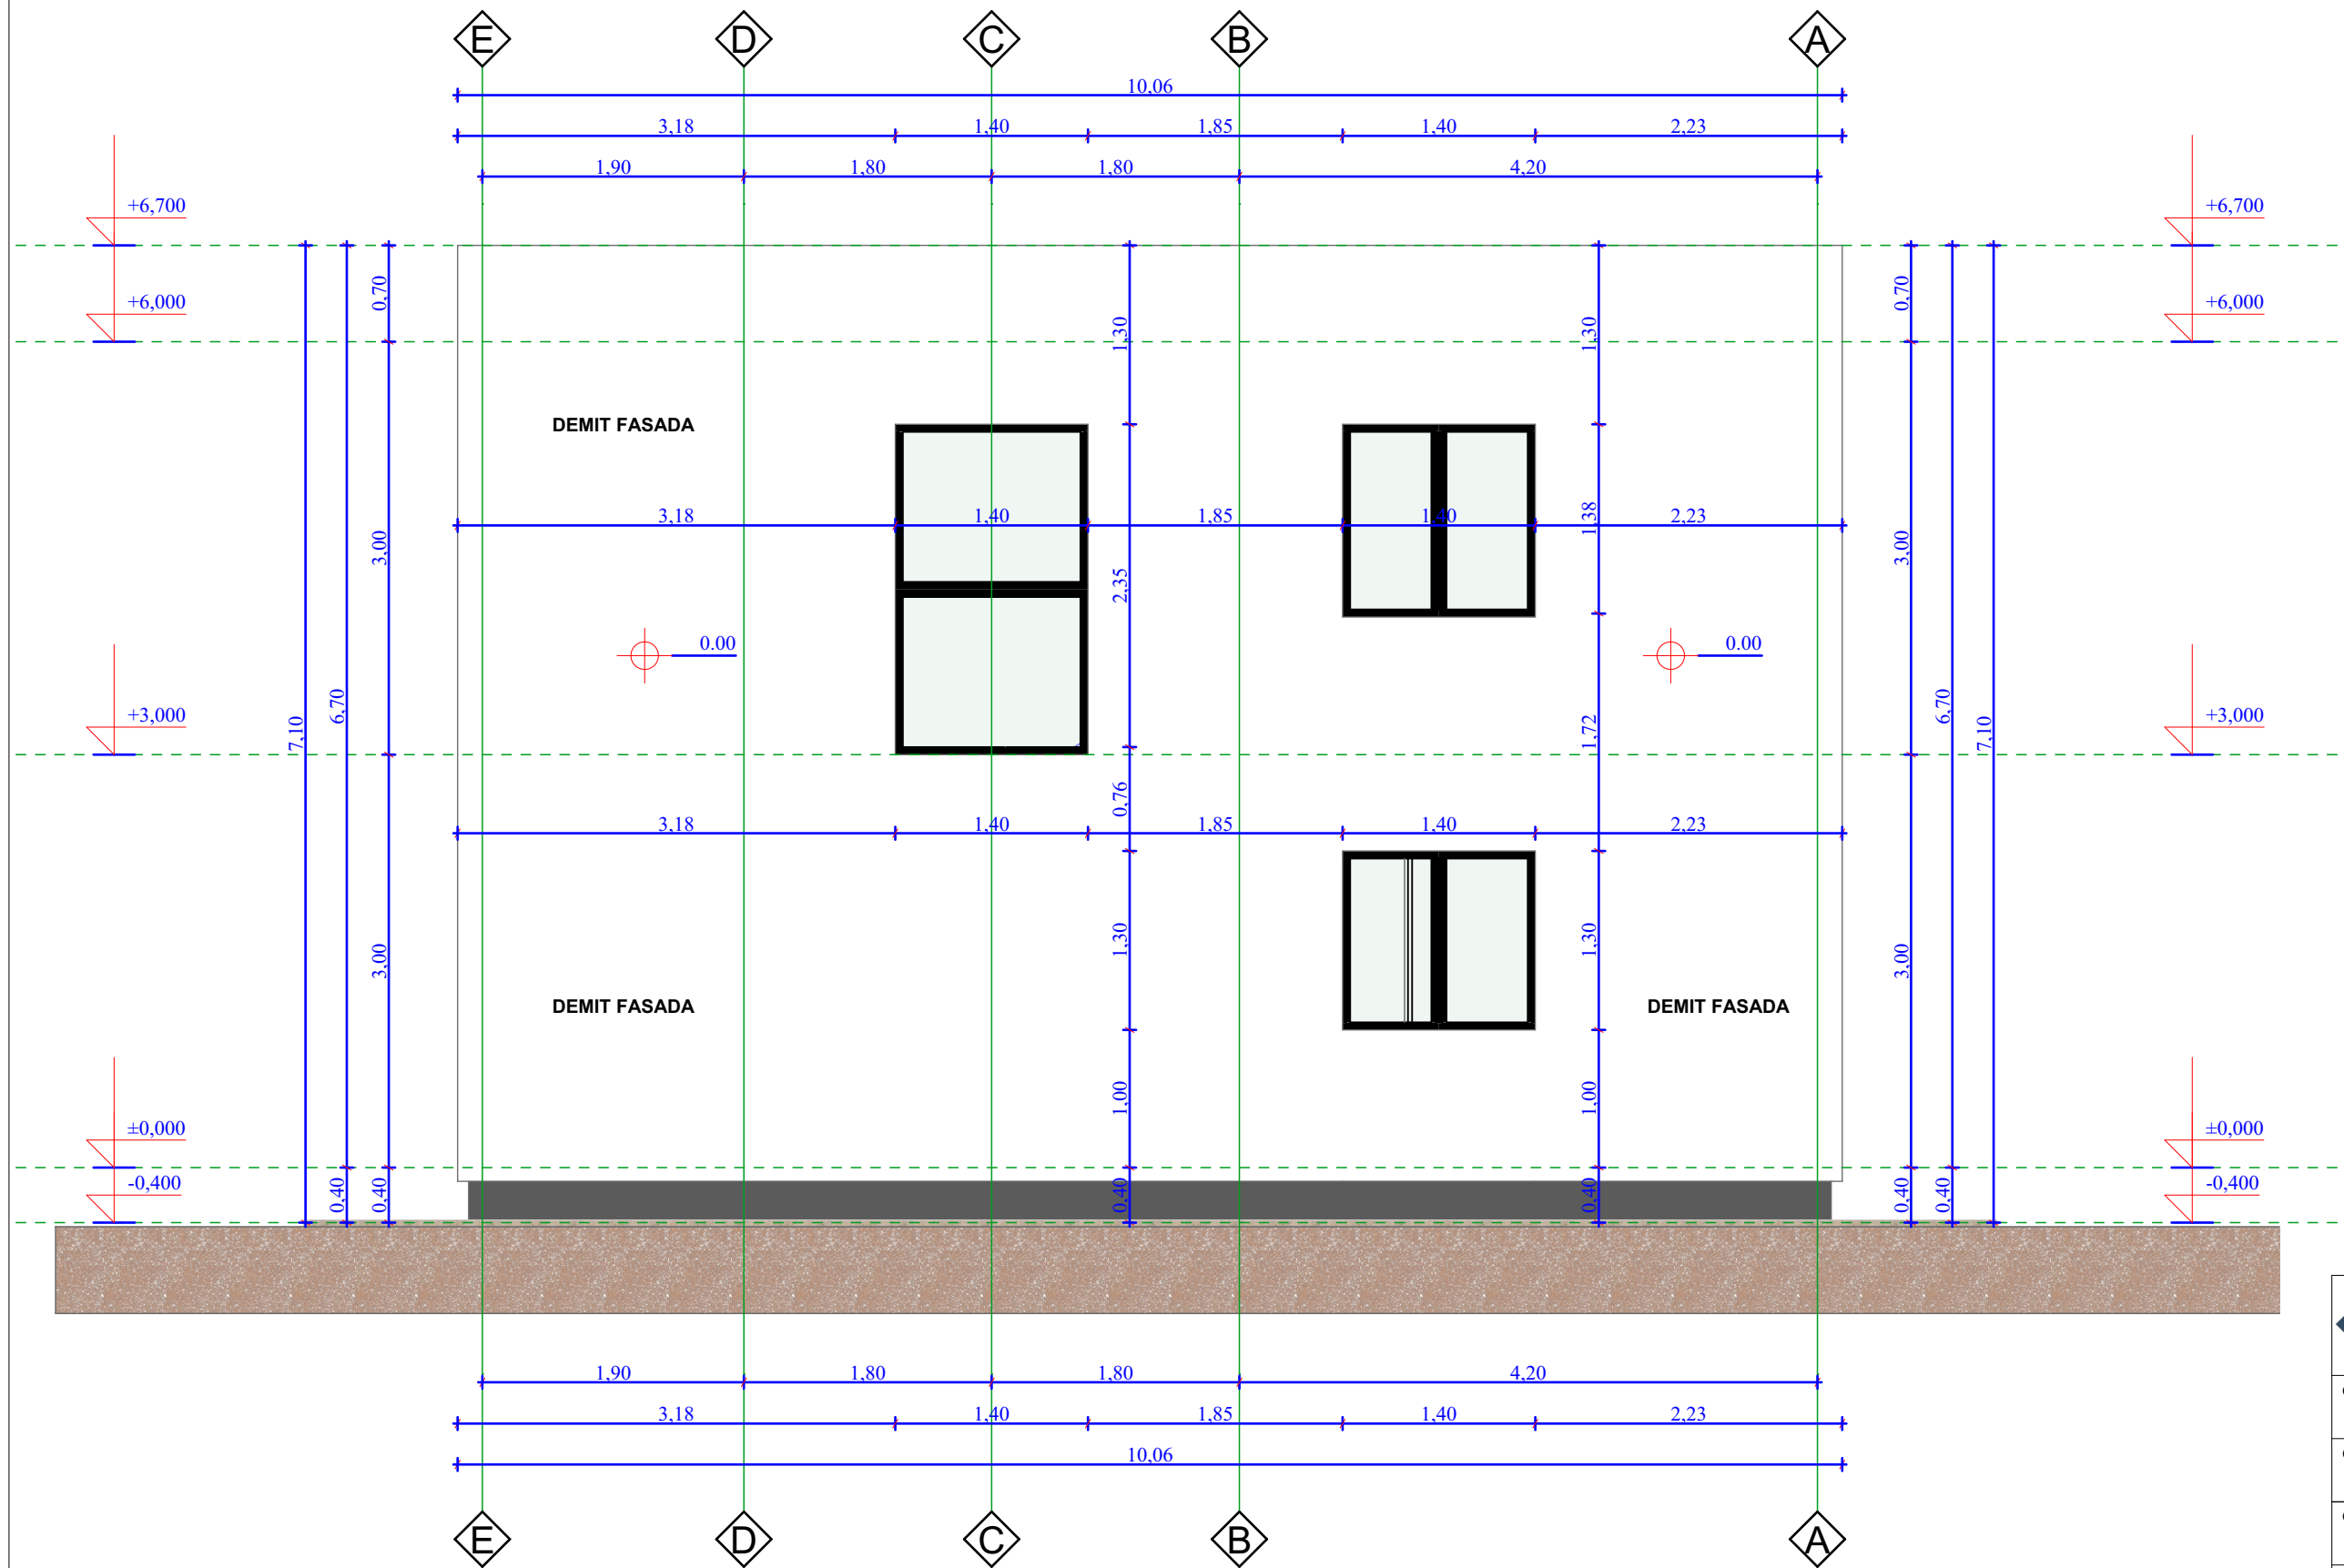 E D C B A
10,06
3,18 1,40 1,85 1,40 2,23
1,90 1,80 1,80 4,20
+6,700 +6,700
0,70 0,70
+6,000 +6,000
1,30 1,30
DEMIT FASADA
3,18 1,40 1,85 1,40 2,23
3,00 2,35 1,38 3,00
0.00 0.00
+3,000 +3,000
7,10 6,70 1,72 6,70 7,10
0,76
3,18 1,40 1,85 1,40 2,23
3,00 1,30 1,30 3,00
DEMIT FASADA DEMIT FASADA
1,00 1,00
±0,000 ±0,000
-0,400 -0,400
0,40 0,40 0,40 0,40 0,40 0,40
1,90 1,80 1,80 4,20
3,18 1,40 1,85 1,40 2,23
10,06
E D C B A